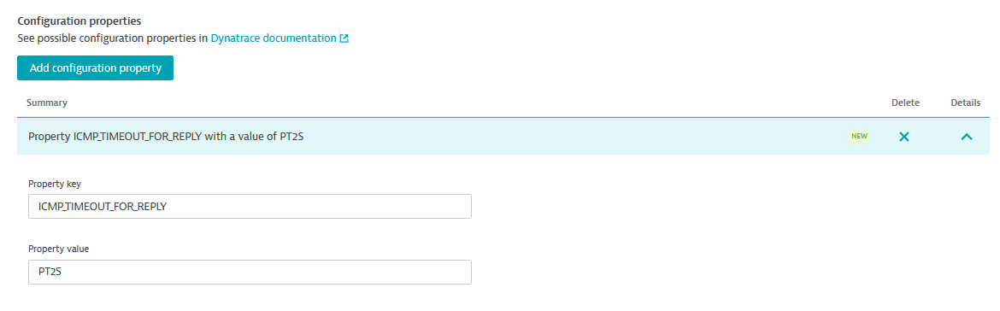 Configuration properties
See possible configuration properties in Dynatrace documentation
Add configuration property
Summary Delete Details
Property ICMP_TIMEOUT_FOR_REPLY with a value of PT2S NEW
Property key
ICMP_TIMEOUT_FOR_REPLY
Property value
PT2S